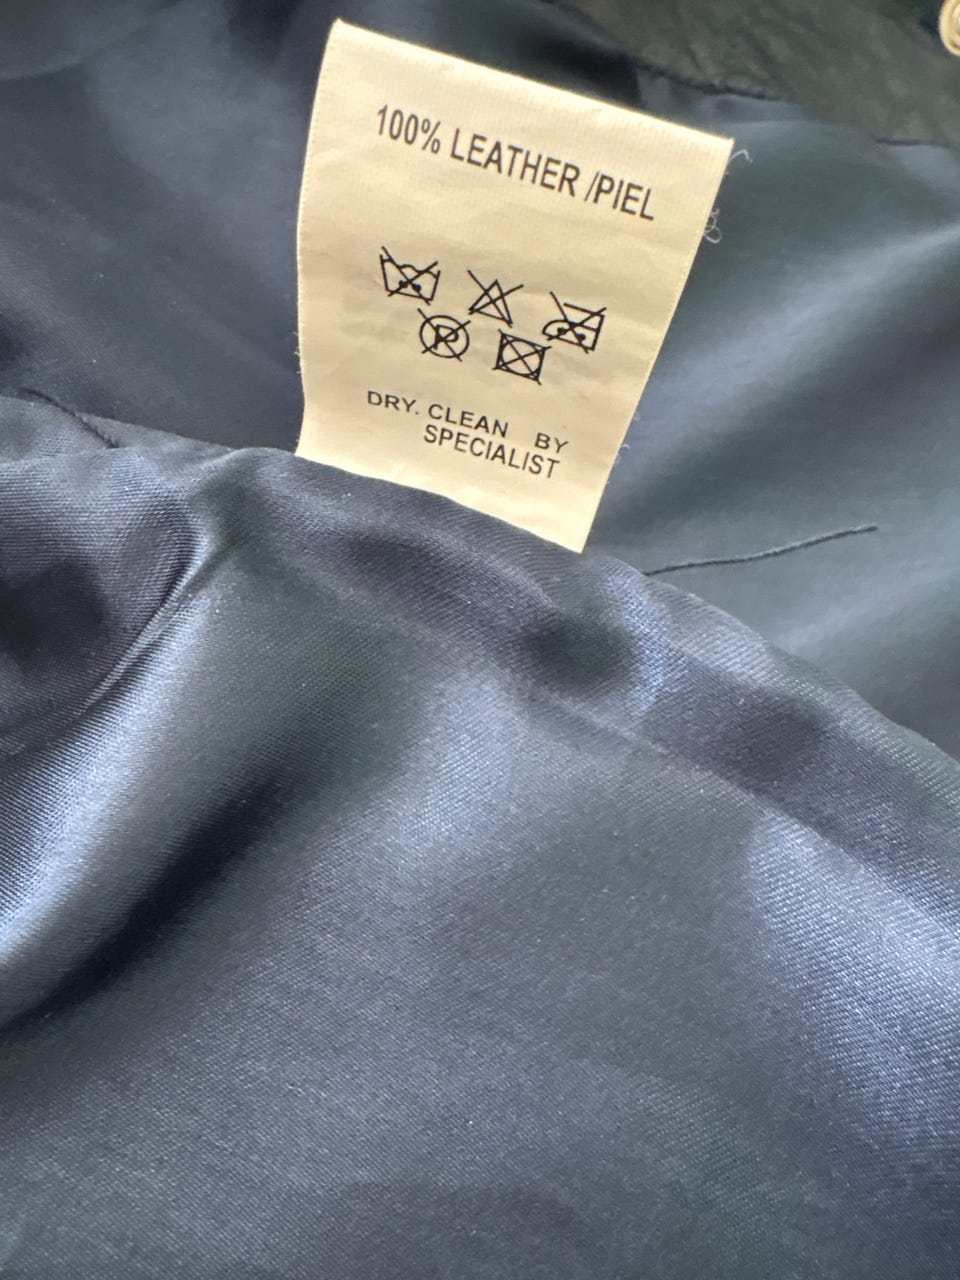 100% LEATHER /PIEL
P
DRY. CLEAN BY
SPECIALIST